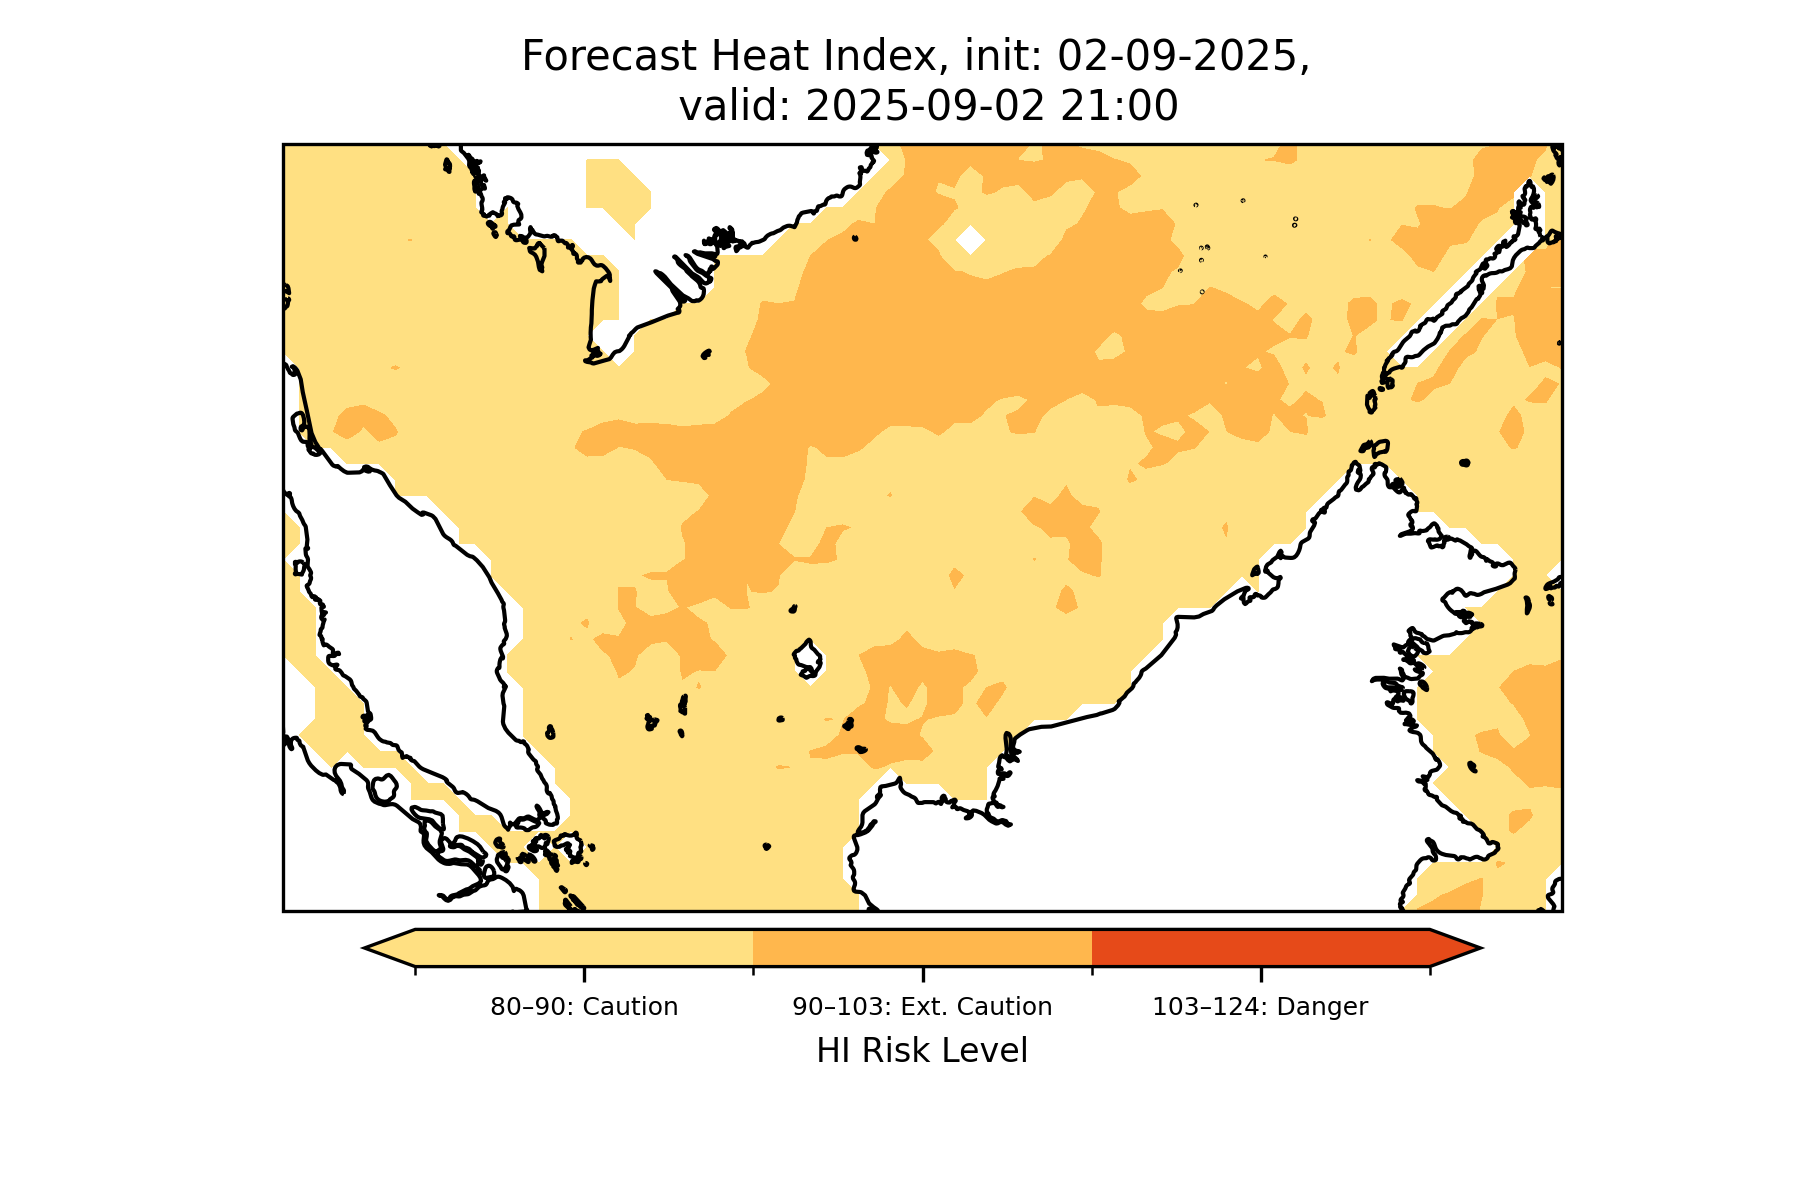 Forecast Heat Index, init: 02-09-2025,
valid: 2025-09-02 21:00
80–90: Caution
90–103: Ext. Caution
103–124: Danger
HI Risk Level